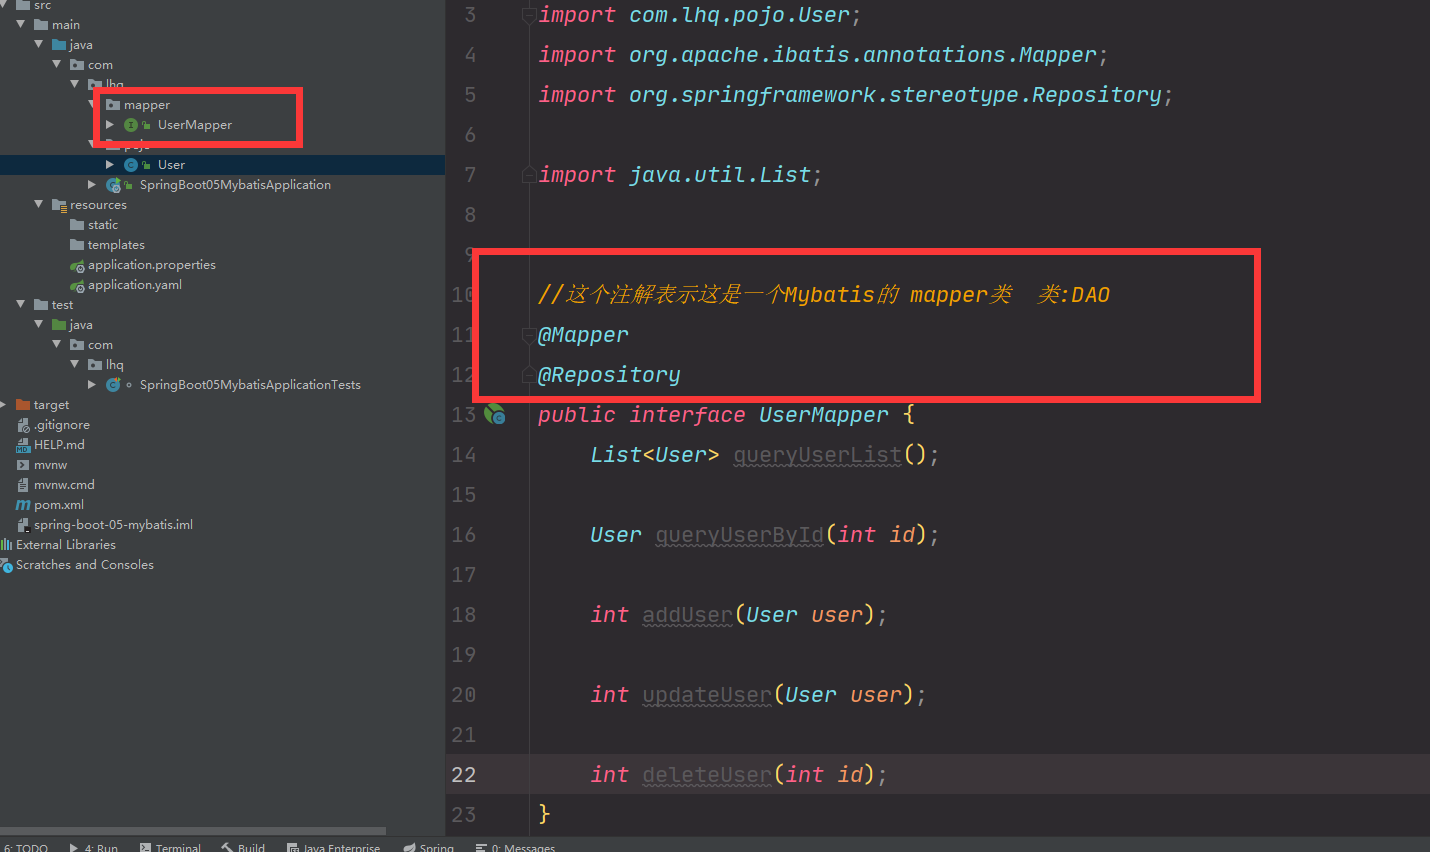 src
main
java
com
lhq
mapper
UserMapper
pojo
User
SpringBoot05MybatisApplication
resources
static
templates
application.properties
application.yaml
test
java
com
lhq
SpringBoot05MybatisApplicationTests
target
.gitignore
HELP.md
mvnw
mvnw.cmd
pom.xml
spring-boot-05-mybatis.iml
External Libraries
Scratches and Consoles
3 import com.lhq.pojo.User;
4 import org.apache.ibatis.annotations.Mapper;
5 import org.springframework.stereotype.Repository;
6
7 import java.util.List;
8
9
10 //这个注解表示这是一个Mybatis的 mapper类  类:DAO
11 @Mapper
12 @Repository
13 public interface UserMapper {
14 List<User> queryUserList();
15
16 User queryUserById(int id);
17
18 int addUser(User user);
19
20 int updateUser(User user);
21
22 int deleteUser(int id);
23 }
6: TODO 4: Run Terminal Build Java Enterprise Spring 0: Messages